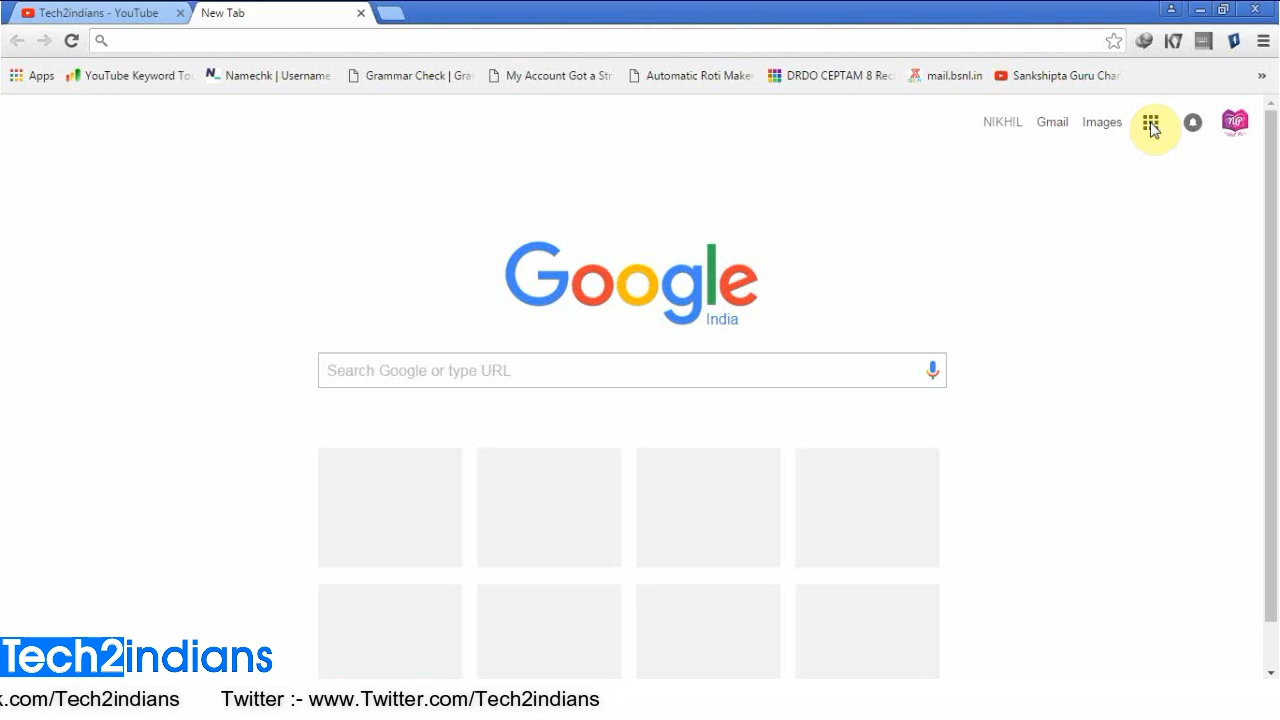 Tech2indians - YouTube
New Tab
Apps YouTube Keyword To Namechk | Username Grammar Check | Gra My Account Got a Str Automatic Roti Make DRDO CEPTAM 8 Rec mail.bsnl.in Sankshipta Guru Char »
K7
NIKHIL Gmail Images
Google
India
Search Google or type URL
Tech2indians
k.com/Tech2indians Twitter :- www.Twitter.com/Tech2indians